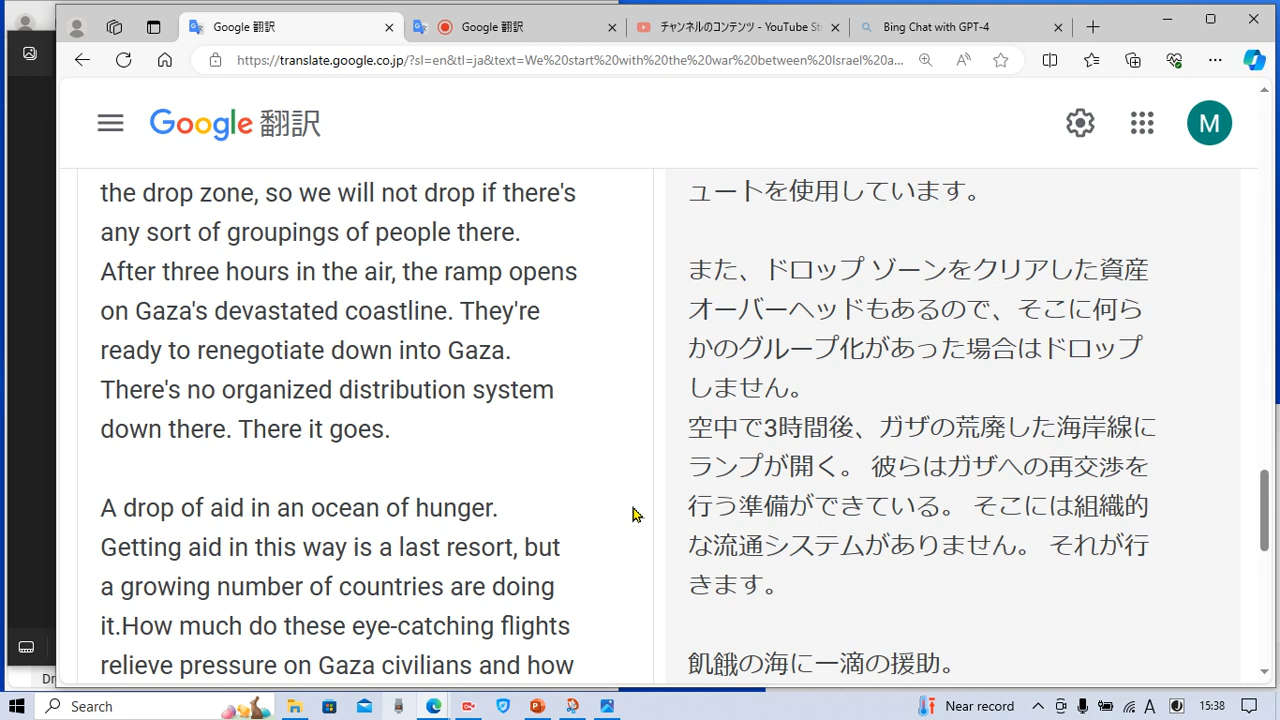 Google 翻訳
Google 翻訳
チャンネルのコンテンツ - YouTube St
Bing Chat with GPT-4
https://translate.google.co.jp/?sl=en&tl=ja&text=We%20start%20with%20the%20war%20between%20Israel%20a...
Google 翻訳
M
the drop zone, so we will not drop if there's
any sort of groupings of people there.
After three hours in the air, the ramp opens
on Gaza's devastated coastline. They're
ready to renegotiate down into Gaza.
There's no organized distribution system
down there. There it goes.
A drop of aid in an ocean of hunger.
Getting aid in this way is a last resort, but
a growing number of countries are doing
it.How much do these eye-catching flights
relieve pressure on Gaza civilians and how
ュートを使用しています。
また、ドロップ ゾーンをクリアした資産
オーバーヘッドもあるので、そこに何ら
かのグループ化があった場合はドロップ
しません。
空中で3時間後、ガザの荒廃した海岸線に
ランプが開く。 彼らはガザへの再交渉を
行う準備ができている。 そこには組織的
な流通システムがありません。 それが行
きます。
飢餓の海に一滴の援助。
Dr
Search
Near record
A
15:38